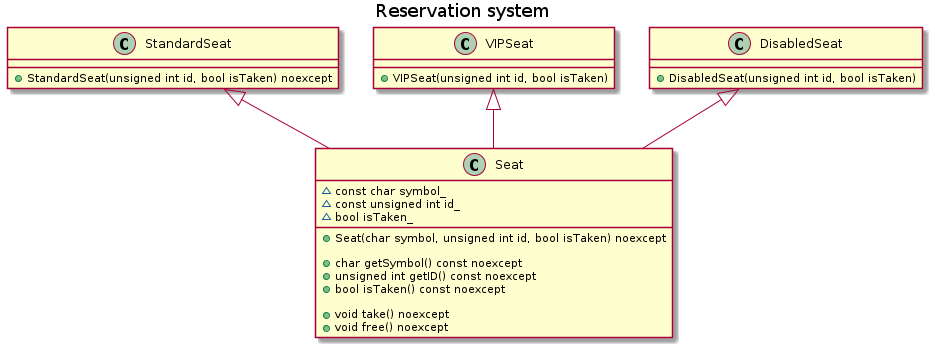 Reservation system
C StandardSeat
StandardSeat(unsigned int id, bool isTaken) noexcept
C VIPSeat
VIPSeat(unsigned int id, bool isTaken)
C DisabledSeat
DisabledSeat(unsigned int id, bool isTaken)
C Seat
const char symbol_
const unsigned int id_
bool isTaken_
Seat(char symbol, unsigned int id, bool isTaken) noexcept
char getSymbol() const noexcept
unsigned int getID() const noexcept
bool isTaken() const noexcept
void take() noexcept
void free() noexcept